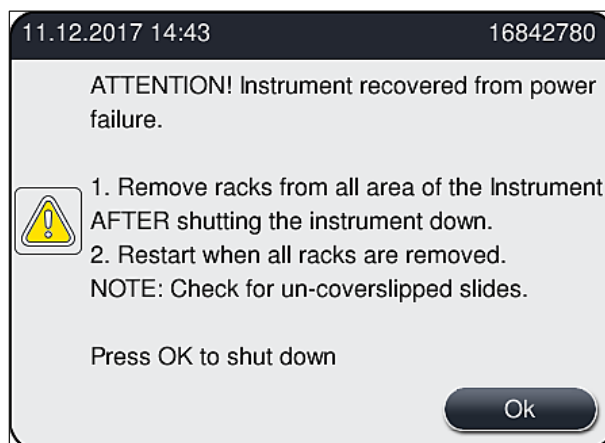 11.12.2017 14:43 16842780
ATTENTION! Instrument recovered from power
failure.
1. Remove racks from all area of the Instrument
AFTER shutting the instrument down.
2. Restart when all racks are removed.
NOTE: Check for un-coverslipped slides.
Press OK to shut down
Ok